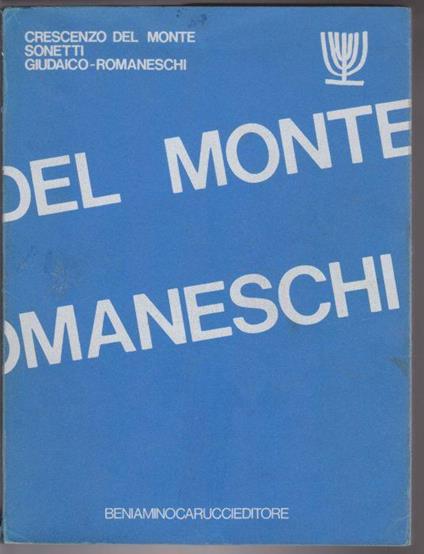 CRESCENZO DEL MONTE
SONETTI
GIUDAICO-ROMANESCHI
DEL MONTE
OMANESCHI
BENIAMINOCARUCCIEDITORE